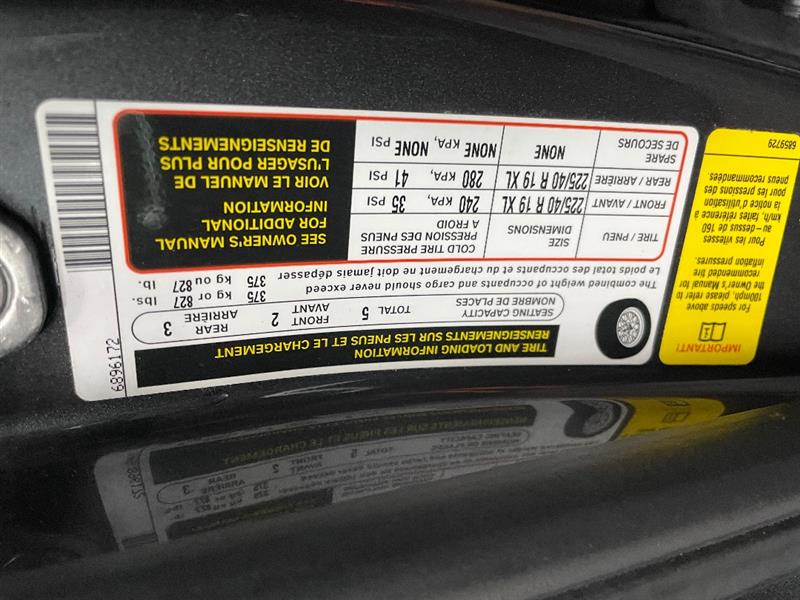 TIRE AND LOADING INFORMATION
RENSEIGNEMENTS SUR LES PNEUS ET LE CHARGEMENT
SEATING CAPACITY
NOMBRE DE PLACES
TOTAL 5
FRONT
AVANT 2
REAR
ARRIÈRE 3
The combined weight of occupants and cargo should never exceed 375 kg or 827 lbs.
Le poids total des occupants et du chargement ne doit jamais dépasser 375 kg ou 827 lb.
TIRE / PNEU
SIZE
DIMENSIONS
COLD TIRE PRESSURE
PRESSION DES PNEUS
A FROID
FRONT / AVANT 225/40 R 19 XL 240 KPA, 35 PSI
REAR / ARRIÈRE 225/40 R 19 XL 280 KPA, 41 PSI
SPARE
DE SECOURS NONE NONE KPA, NONE PSI
SEE OWNER'S MANUAL
FOR ADDITIONAL
INFORMATION
VOIR LE MANUEL DE
L'USAGER POUR PLUS
DE RENSEIGNEMENTS
6896172
IMPORTANT!
For speeds above
100mph, please refer to
the Owner's Manual for
recommended tire
inflation pressures.
Pour les vitesses
au-dessus de 160
km/h, faites référence à
la notice d'utilisation
pour les pressions des
pneus recommandées.
6859729